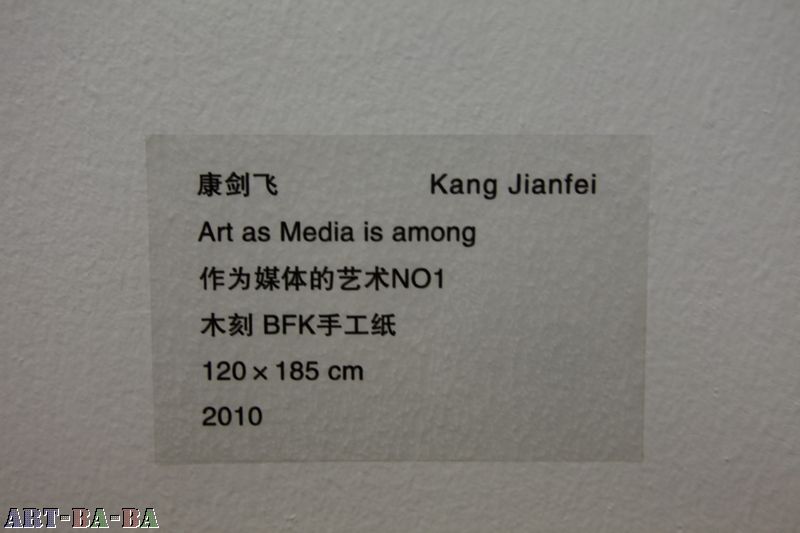 康剑飞 Kang Jianfei
Art as Media is among
作为媒体的艺术NO1
木刻 BFK手工纸
120 × 185 cm
2010
ART-BA-BA